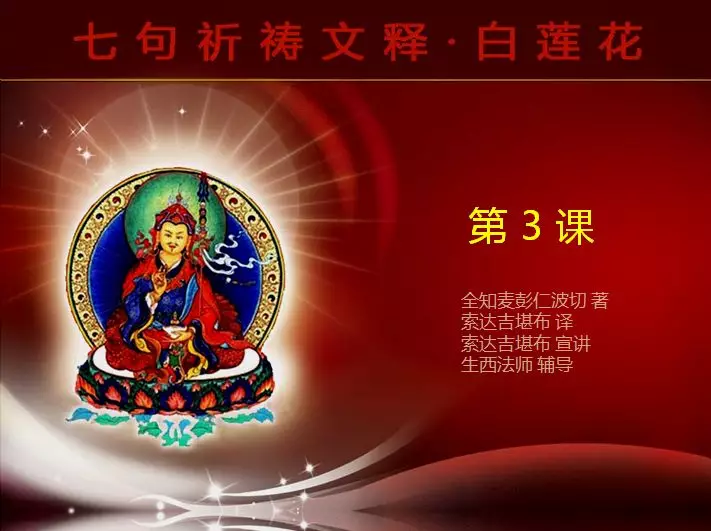 七句祈祷文释·白莲花
第 3 课
全知麦彭仁波切 著
索达吉堪布 译
索达吉堪布 宣讲
生西法师 辅导